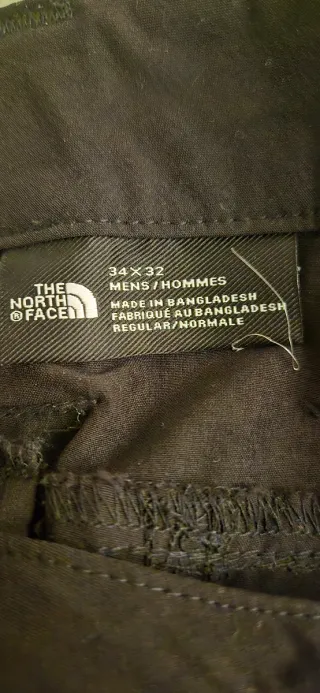 THE
NORTH
FACE®
34 X 32
MENS / HOMMES
MADE IN BANGLADESH
FABRIQUÉ AU BANGLADESH
REGULAR/NORMALE